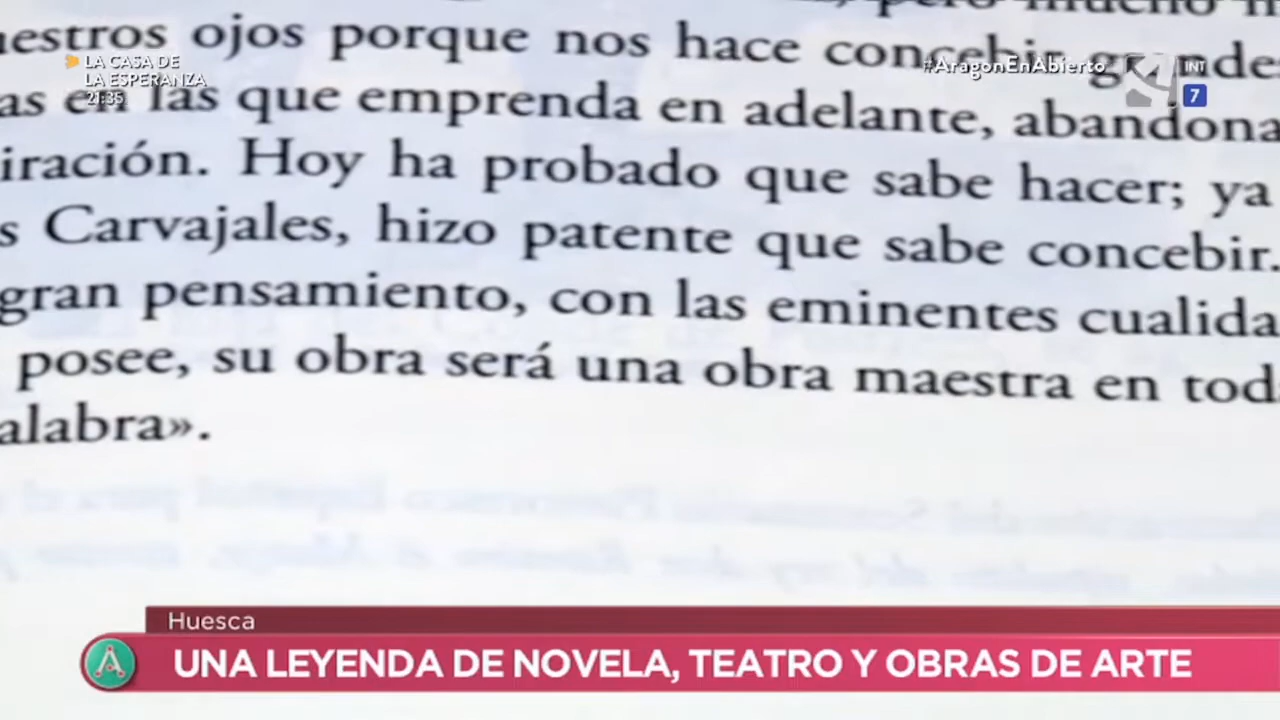 pero mucho
nuestros ojos porque nos hace concebir grandes
as en las que emprenda en adelante, abandona
iración. Hoy ha probado que sabe hacer; ya
s Carvajales, hizo patente que sabe concebir.
gran pensamiento, con las eminentes cualida
posee, su obra será una obra maestra en tod
alabra».
LA CASA DE
LA ESPERANZA
21:35
#AragonEnAbierto
INT
7
Huesca
UNA LEYENDA DE NOVELA, TEATRO Y OBRAS DE ARTE